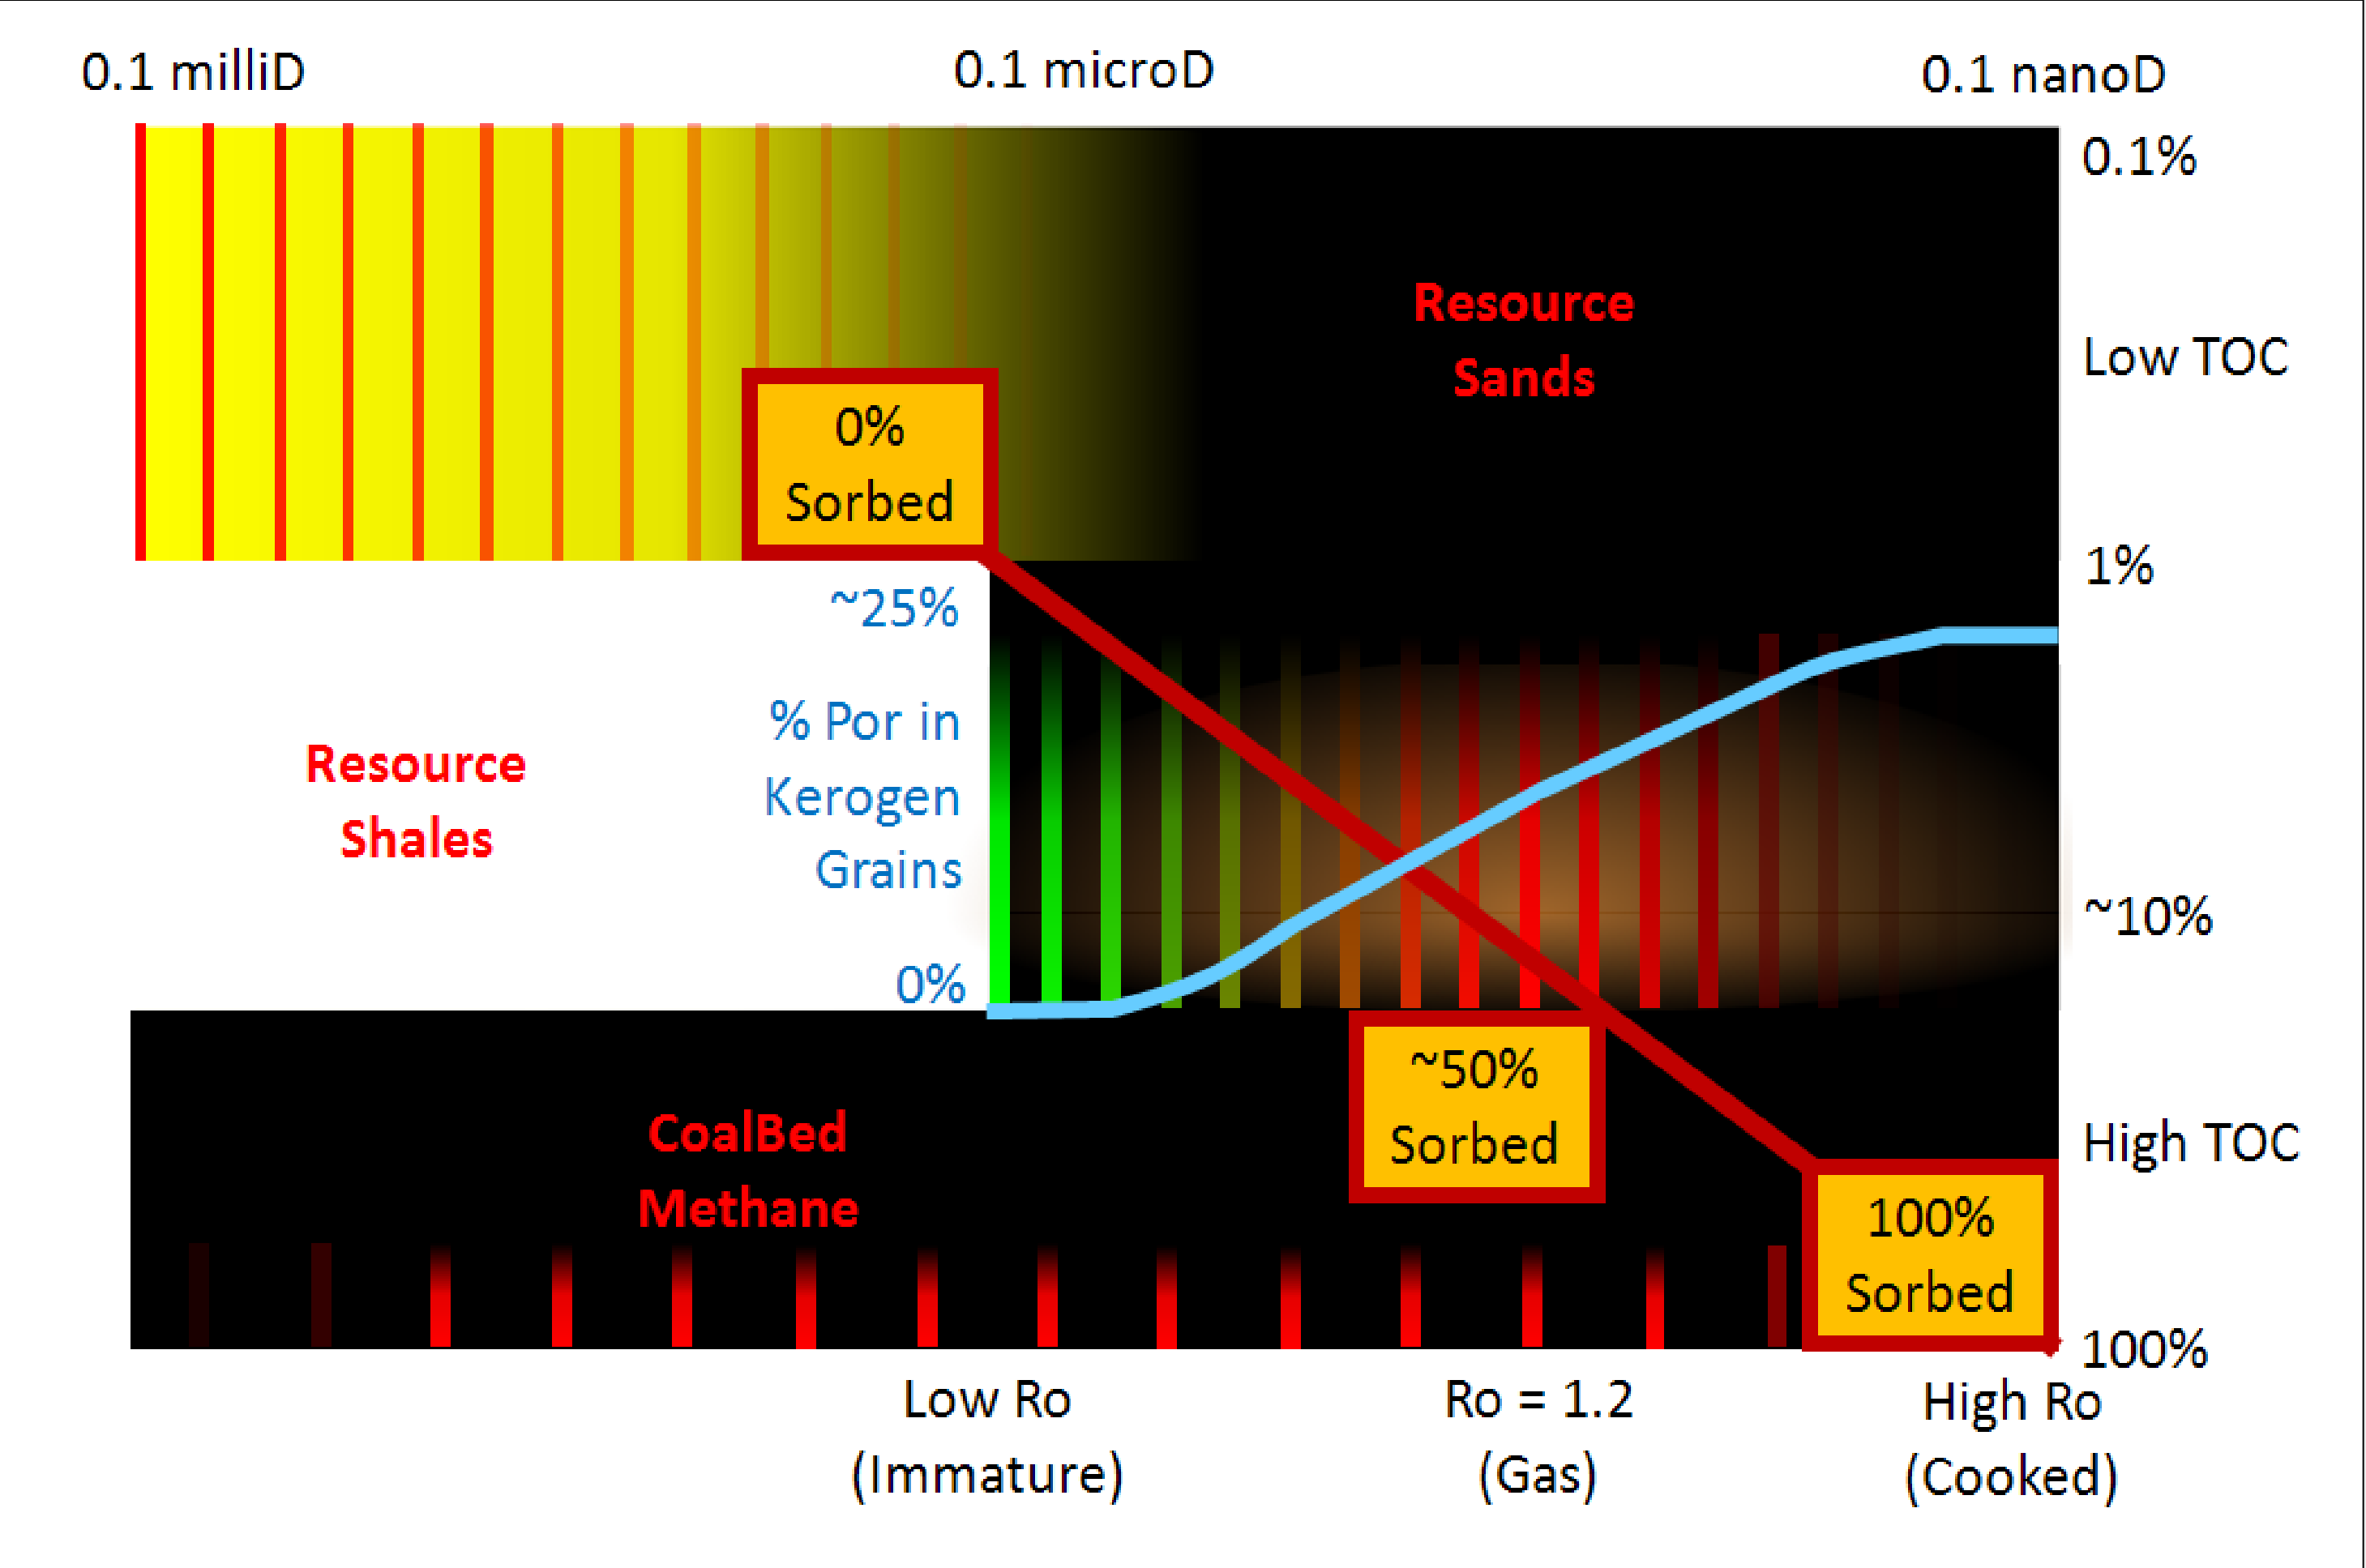 0.1 milliD
0.1 microD
0.1 nanoD
0.1%
Resource
Sands
Low TOC
0%
Sorbed
1%
~25%
% Por in
Kerogen
Grains
0%
Resource
Shales
~10%
~50%
Sorbed
CoalBed
Methane
High TOC
100%
Sorbed
100%
Low Ro
(Immature)
Ro = 1.2
(Gas)
High Ro
(Cooked)